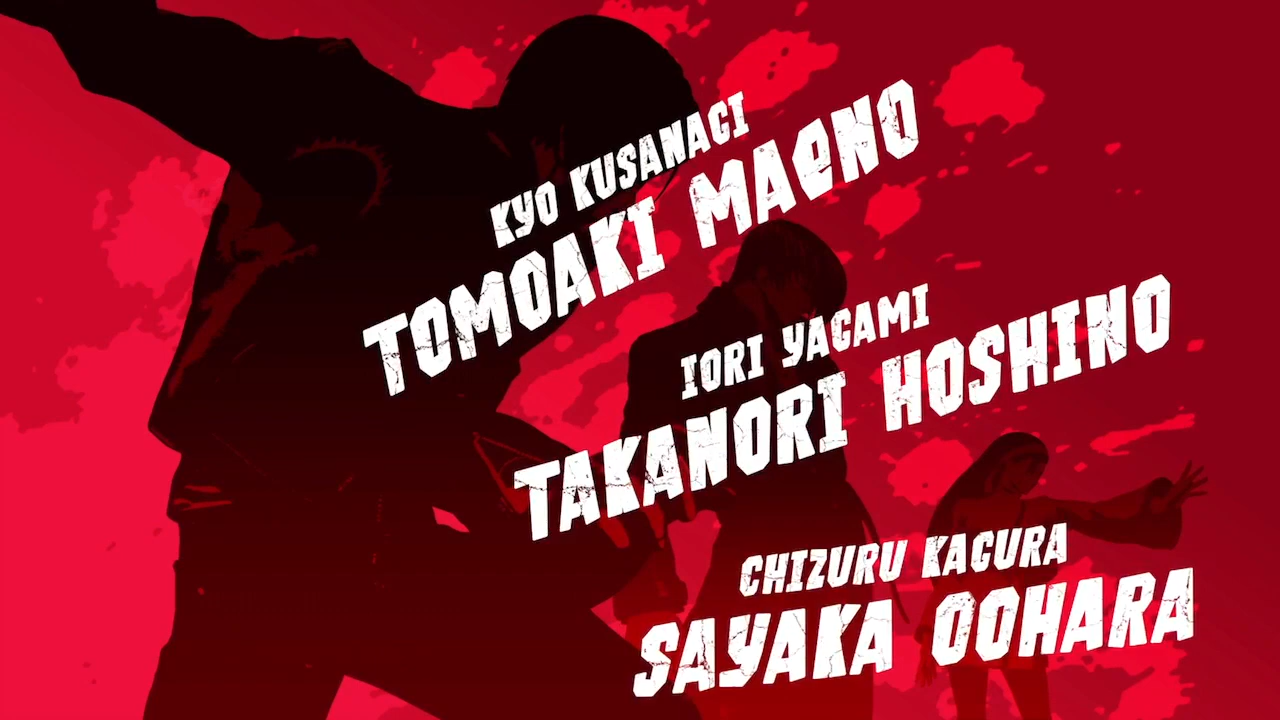 KYO KUSANAGI
TOMOAKI MAeNO
IORI YAGAMI
TAKANORI HOSHINO
CHIZURU KAGURA
SAYAKA OOHARA